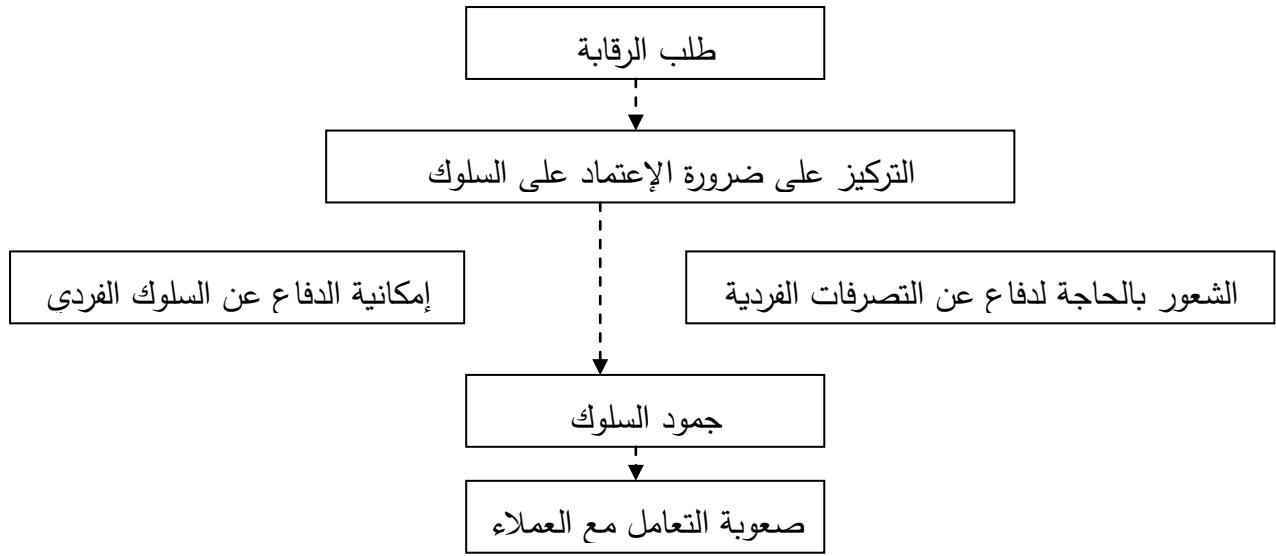 طلب الرقابة
التركيز على ضرورة الإعتماد على السلوك
الشعور بالحاجة لدفاع عن التصرفات الفردية
إمكانية الدفاع عن السلوك الفردي
جمود السلوك
صعوبة التعامل مع العملاء